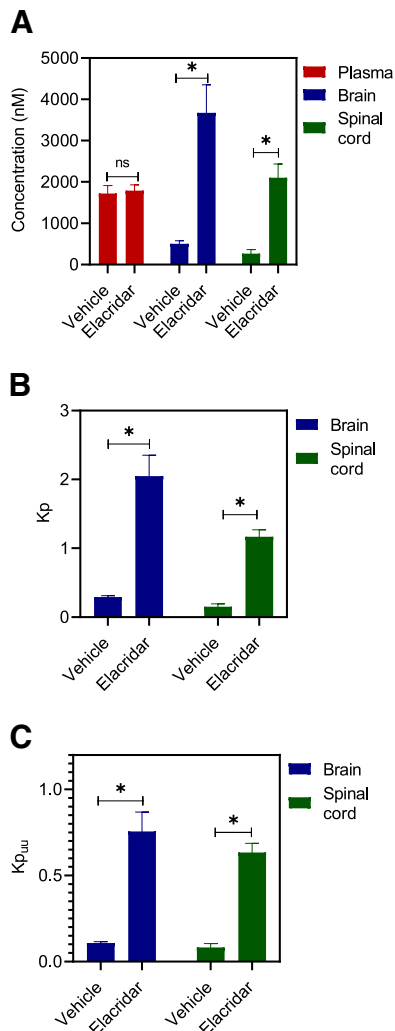 A
Concentration (nM)
5000
4000
3000
2000
1000
0
ns
*
*
Plasma
Brain
Spinal
cord
Vehicle
Elacridar
Vehicle
Elacridar
Vehicle
Elacridar
B
Kp
3
2
1
0
*
*
Brain
Spinal
cord
Vehicle
Elacridar
Vehicle
Elacridar
C
Kpuu
1.0
0.5
0.0
*
*
Brain
Spinal
cord
Vehicle
Elacridar
Vehicle
Elacridar